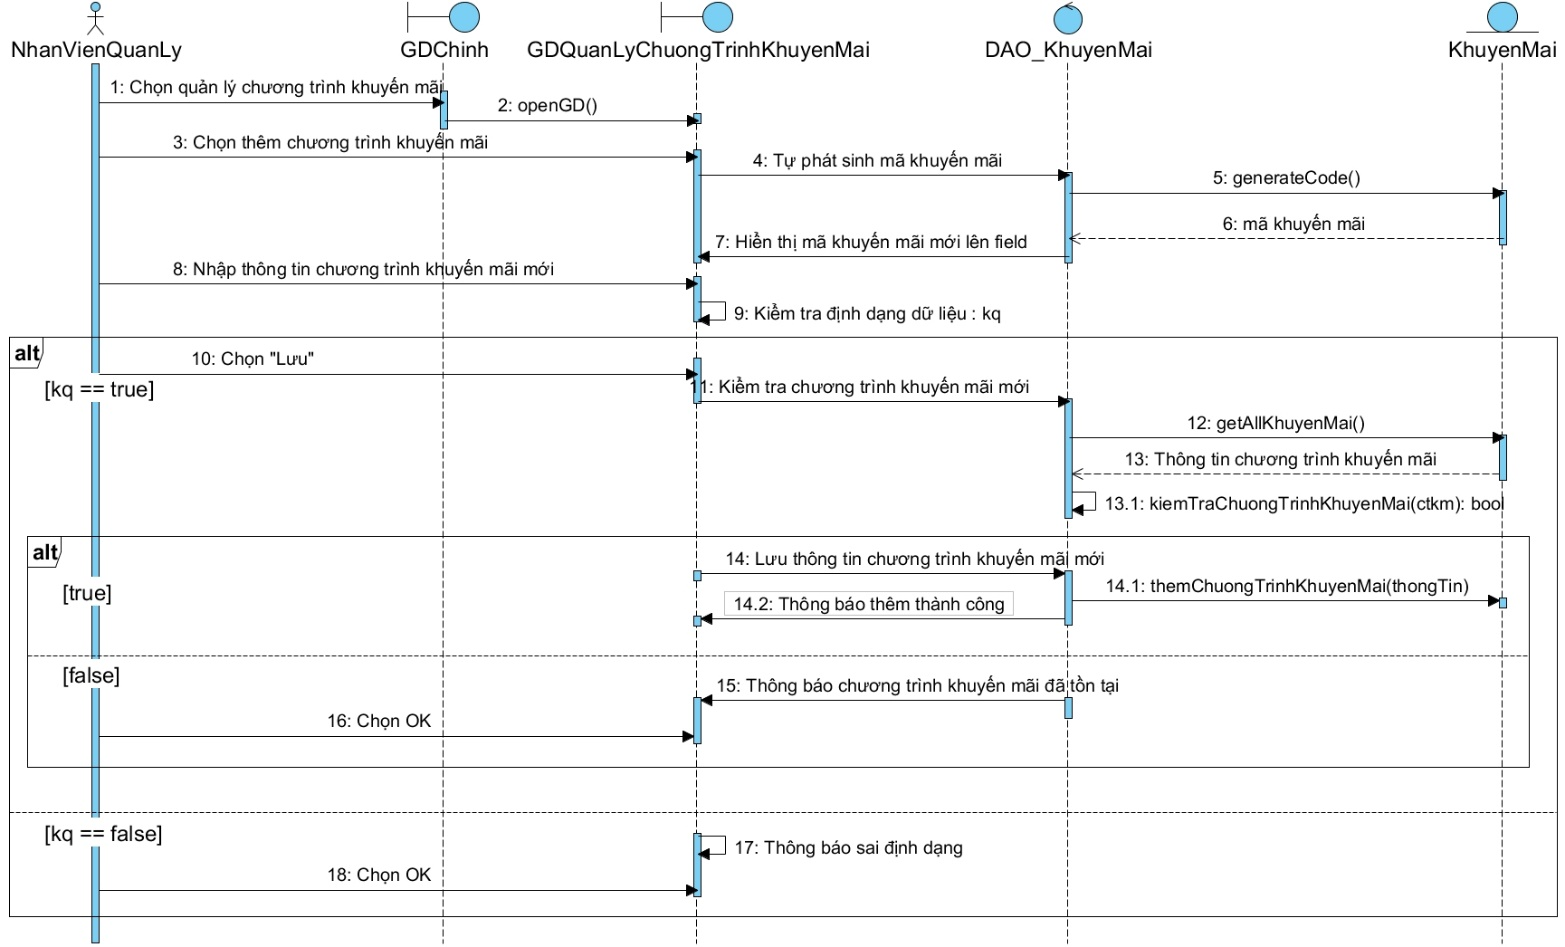 NhanVienQuanLy
GDChinh
GDQuanLyChuongTrinhKhuyenMai
DAO_KhuyenMai
KhuyenMai
1: Chọn quản lý chương trình khuyến mãi
2: openGD()
3: Chọn thêm chương trình khuyến mãi
4: Tự phát sinh mã khuyến mãi
5: generateCode()
6: mã khuyến mãi
7: Hiển thị mã khuyến mãi mới lên field
8: Nhập thông tin chương trình khuyến mãi mới
9: Kiểm tra định dạng dữ liệu : kq
alt
10: Chọn "Lưu"
[kq == true]
11: Kiểm tra chương trình khuyến mãi mới
12: getAllKhuyenMai()
13: Thông tin chương trình khuyến mãi
13.1: kiemTraChuongTrinhKhuyenMai(ctkm): bool
alt
14: Lưu thông tin chương trình khuyến mãi mới
[true]
14.1: themChuongTrinhKhuyenMai(thongTin)
14.2: Thông báo thêm thành công
[false]
15: Thông báo chương trình khuyến mãi đã tồn tại
16: Chọn OK
[kq == false]
17: Thông báo sai định dạng
18: Chọn OK